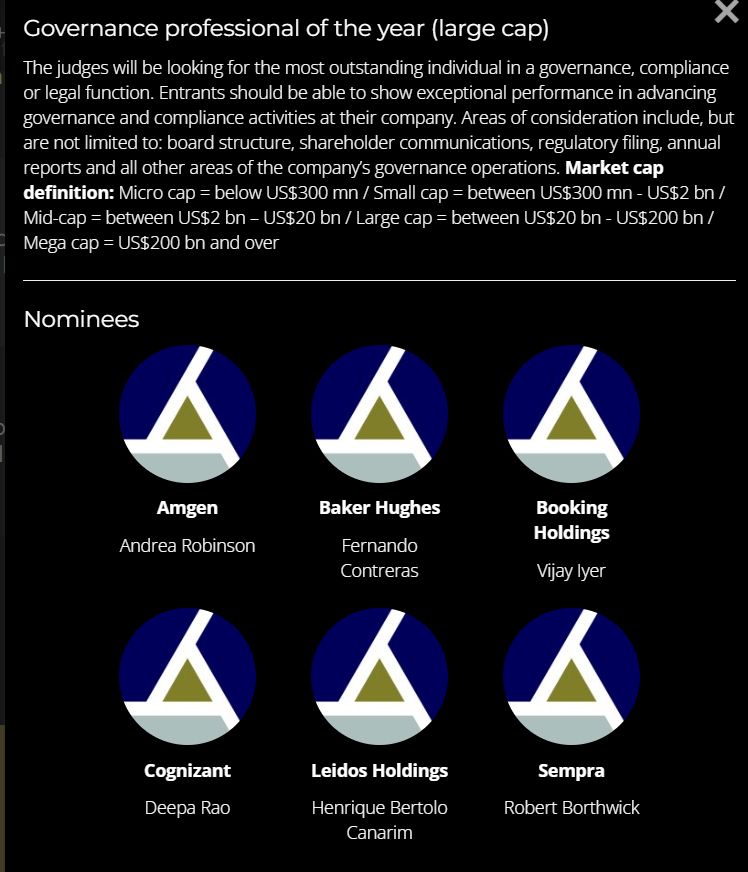 Governance professional of the year (large cap)
The judges will be looking for the most outstanding individual in a governance, compliance
or legal function. Entrants should be able to show exceptional performance in advancing
governance and compliance activities at their company. Areas of consideration include, but
are not limited to: board structure, shareholder communications, regulatory filing, annual
reports and all other areas of the company’s governance operations. Market cap
definition: Micro cap = below US$300 mn / Small cap = between US$300 mn - US$2 bn /
Mid-cap = between US$2 bn – US$20 bn / Large cap = between US$20 bn - US$200 bn /
Mega cap = US$200 bn and over
Nominees
Amgen
Andrea Robinson
Baker Hughes
Fernando
Contreras
Booking
Holdings
Vijay Iyer
Cognizant
Deepa Rao
Leidos Holdings
Henrique Bertolo
Canarim
Sempra
Robert Borthwick